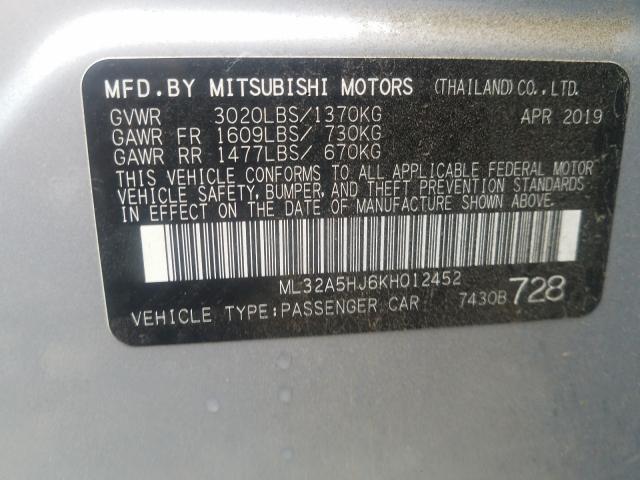 MFD.BY MITSUBISHI MOTORS (THAILAND) CO.,LTD.
GVWR 3020LBS/1370KG APR 2019
GAWR FR 1609LBS/ 730KG
GAWR RR 1477LBS/ 670KG
THIS VEHICLE CONFORMS TO ALL APPLICABLE FEDERAL MOTOR
VEHICLE SAFETY, BUMPER, AND THEFT PREVENTION STANDARDS
IN EFFECT ON THE DATE OF MANUFACTURE SHOWN ABOVE.
ML32A5HJ6KH012452
VEHICLE TYPE:PASSENGER CAR 7430B 728